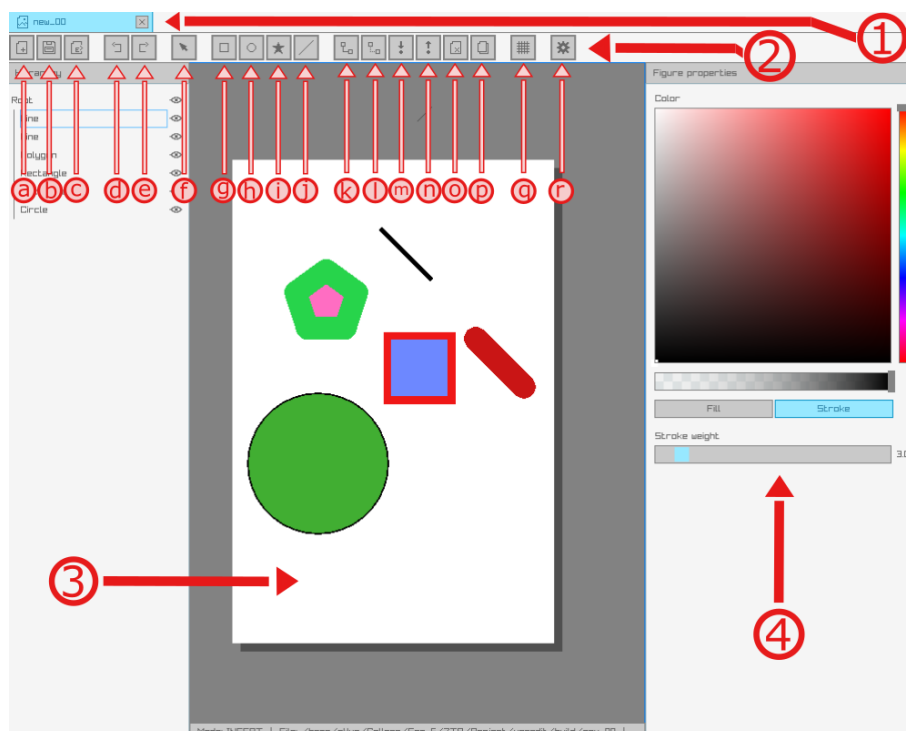 new_00
1
2
Figure properties
Color
Root
Line
Line
Polygon
Rectangle
a b c d e f g h i j k l m n o p q r
Circle
Fill Stroke
Stroke weight
3.0
3
4